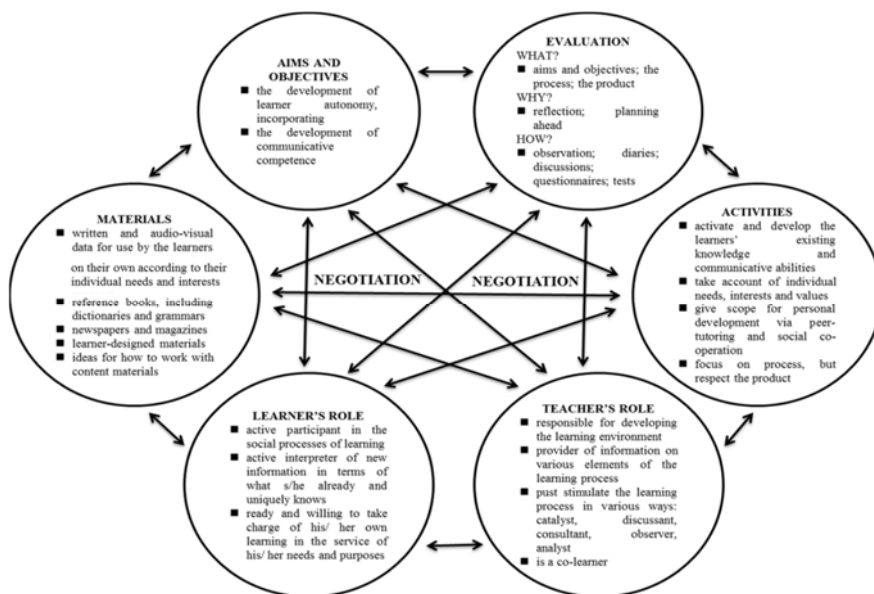 AIMS AND
OBJECTIVES
■ the development of
learner autonomy,
incorporating
■ the development of
communicative
competence
EVALUATION
WHAT?
■ aims and objectives; the
process; the product
WHY?
■ reflection; planning
ahead
HOW?
■ observation; diaries;
discussions;
questionnaires; tests
MATERIALS
■ written and audio-visual
data for use by the learners
on their own according to their
individual needs and interests
■ reference books, including
dictionaries and grammars
■ newspapers and magazines
■ learner-designed materials
■ ideas for how to work with
content materials
NEGOTIATION
NEGOTIATION
ACTIVITIES
■ activate and develop the
learners' existing
knowledge and
communicative abilities
■ take account of individual
needs, interests and values
■ give scope for personal
development via peer-
tutoring and social co-
operation
■ focus on process, but
respect the product
LEARNER'S ROLE
■ active participant in the
social processes of learning
■ active interpreter of new
information in terms of
what s/he already and
uniquely knows
■ ready and willing to take
charge of his/ her own
learning in the service of
his/ her needs and purposes
TEACHER'S ROLE
■ responsible for developing
the learning environment
■ provider of information on
various elements of the
learning process
■ pust stimulate the learning
process in various ways:
catalyst, discussant,
consultant, observer,
analyst
■ is a co-learner